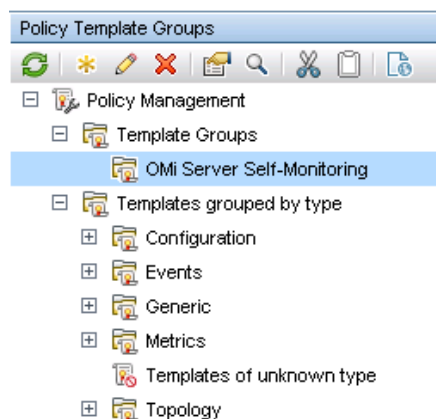 Policy Template Groups
Policy Management
Template Groups
OMi Server Self-Monitoring
Templates grouped by type
Configuration
Events
Generic
Metrics
Templates of unknown type
Topology